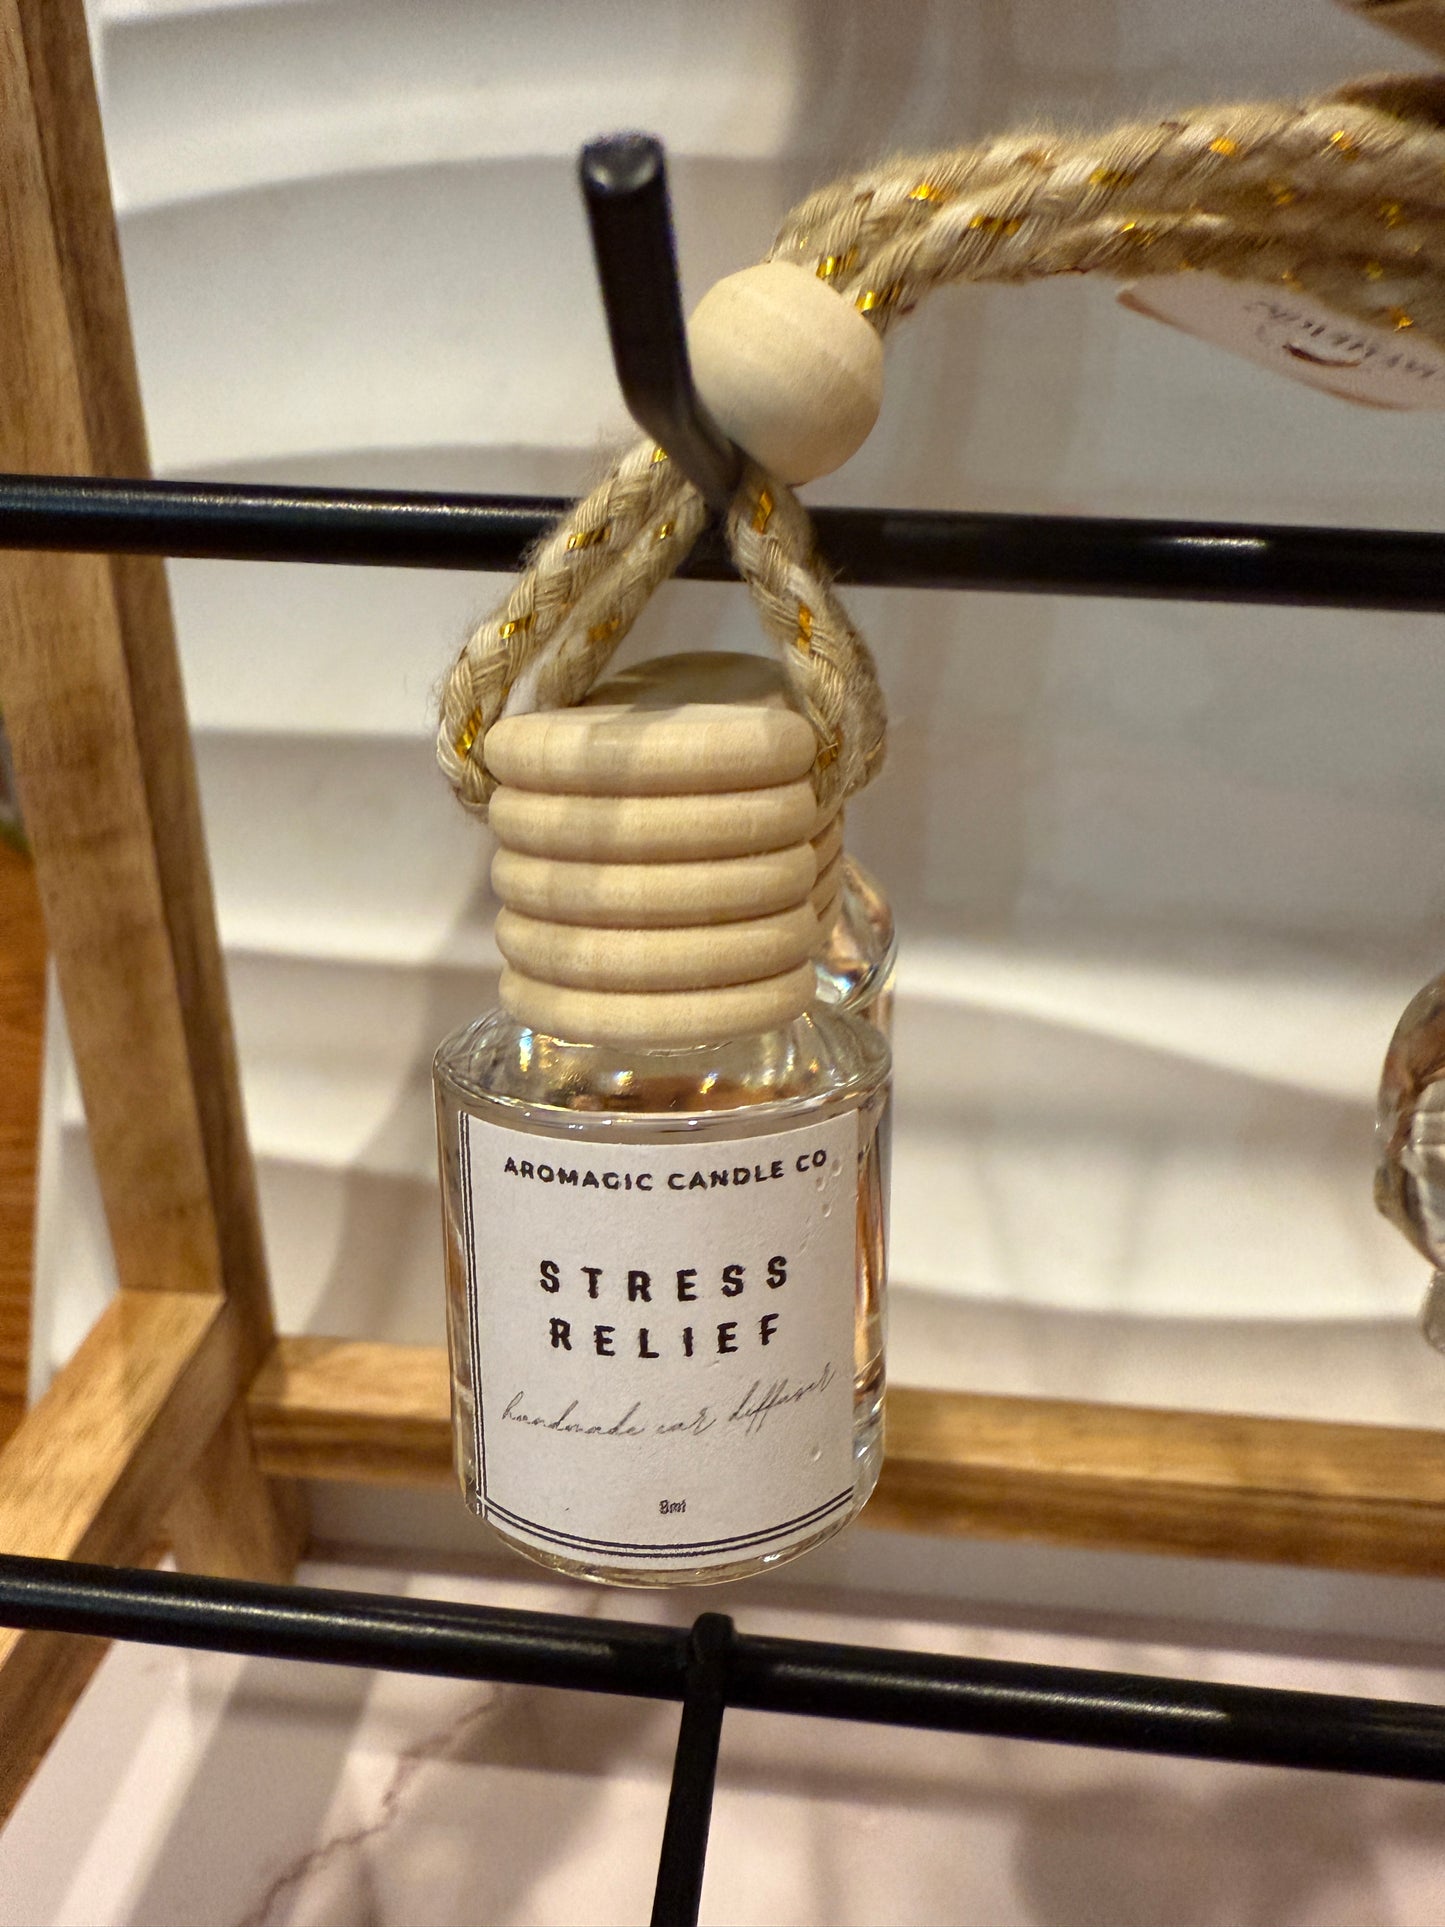 AROMAGIC CANDLE CO
STRESS
RELIEF
handmade car diffuser
8ml